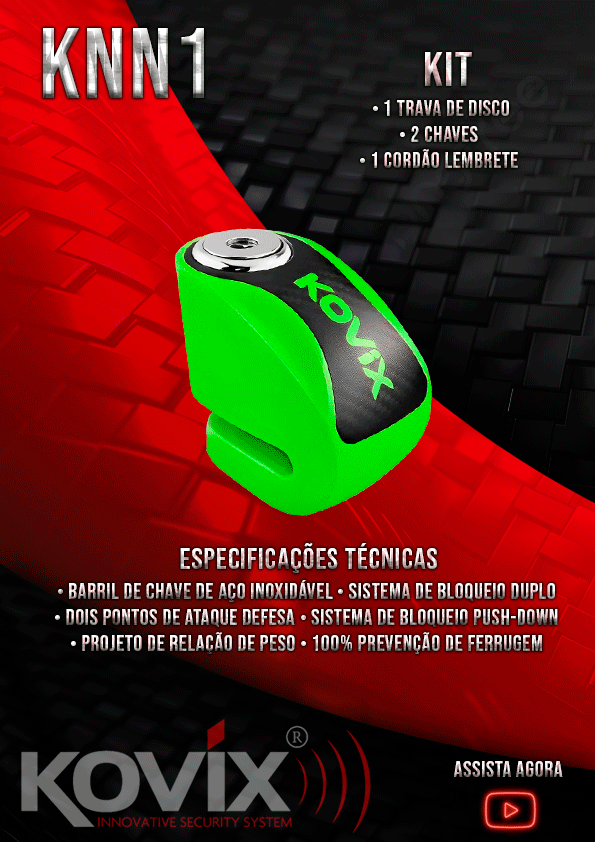 KNN1
KIT
• 1 TRAVA DE DISCO
• 2 CHAVES
• 1 CORDÃO LEMBRETE
KOVIX
ESPECIFICAÇÕES TÉCNICAS
• BARRIL DE CHAVE DE AÇO INOXIDÁVEL • SISTEMA DE BLOQUEIO DUPLO
• DOIS PONTOS DE ATAQUE DEFESA • SISTEMA DE BLOQUEIO PUSH-DOWN
• PROJETO DE RELAÇÃO DE PESO • 100% PREVENÇÃO DE FERRUGEM
KOVIX®
INNOVATIVE SECURITY SYSTEM
ASSISTA AGORA